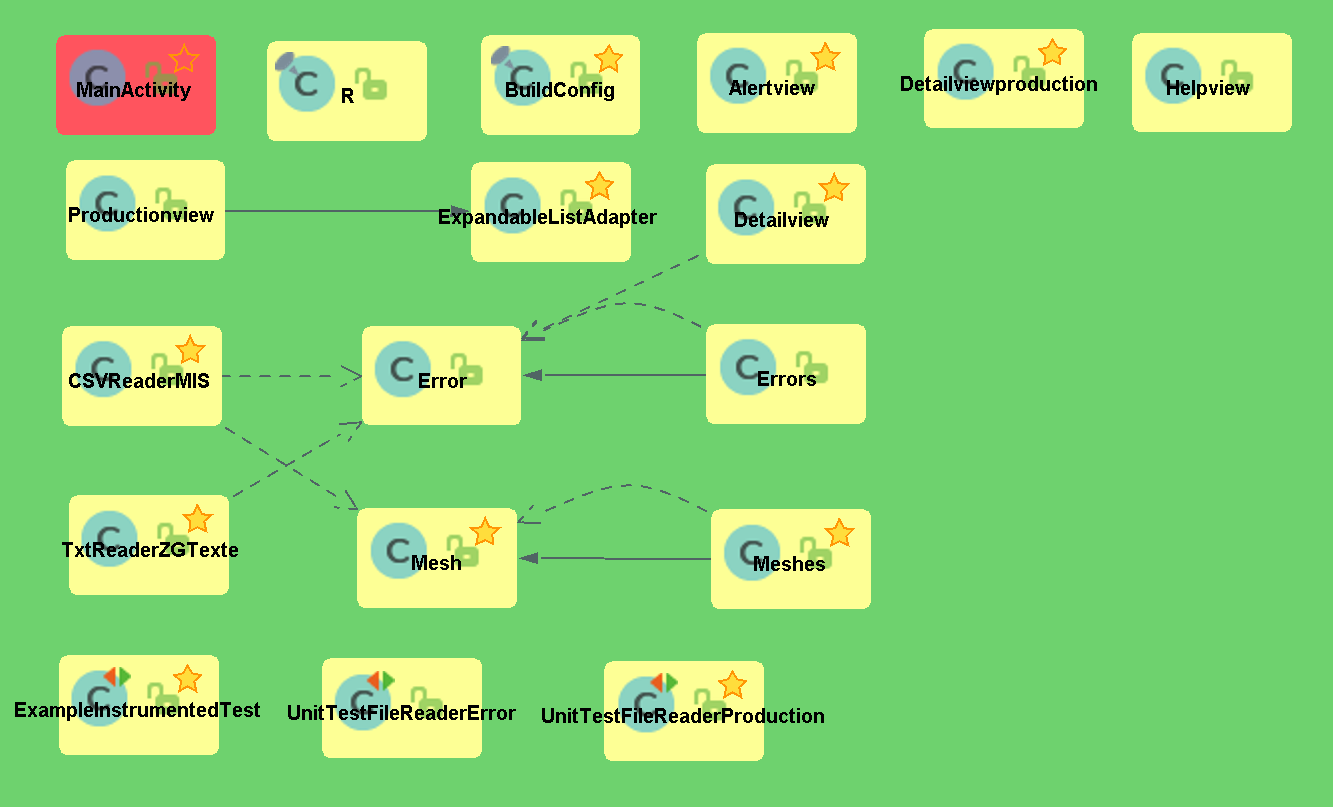 MainActivity
R
BuildConfig
Alertview
Detailviewproduction
Helpview
Productionview
ExpandableListAdapter
Detailview
CSVReaderMIS
Error
Errors
TxtReaderZGTexte
Mesh
Meshes
ExampleInstrumentedTest
UnitTestFileReaderError
UnitTestFileReaderProduction